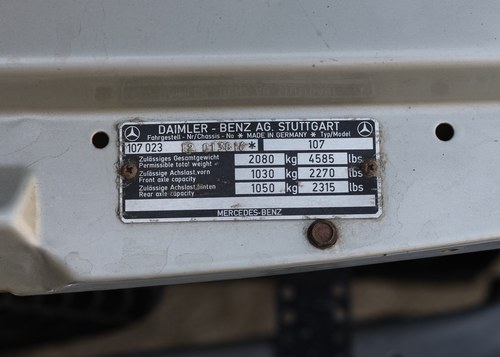 DAIMLER - BENZ AG. STUTTGART
Fahrgestell - Nr/Chassis - No * MADE IN GERMANY * Typ/Model
107 023 * 107
Zulässiges Gesamtgewicht
Permissible total weight 2080 kg 4585 lbs
Zulässige Achslast vorn
Front axle capacity 1030 kg 2270 lbs
Zulässige Achslast hinten
Rear axle capacity 1050 kg 2315 lbs
MERCEDES-BENZ